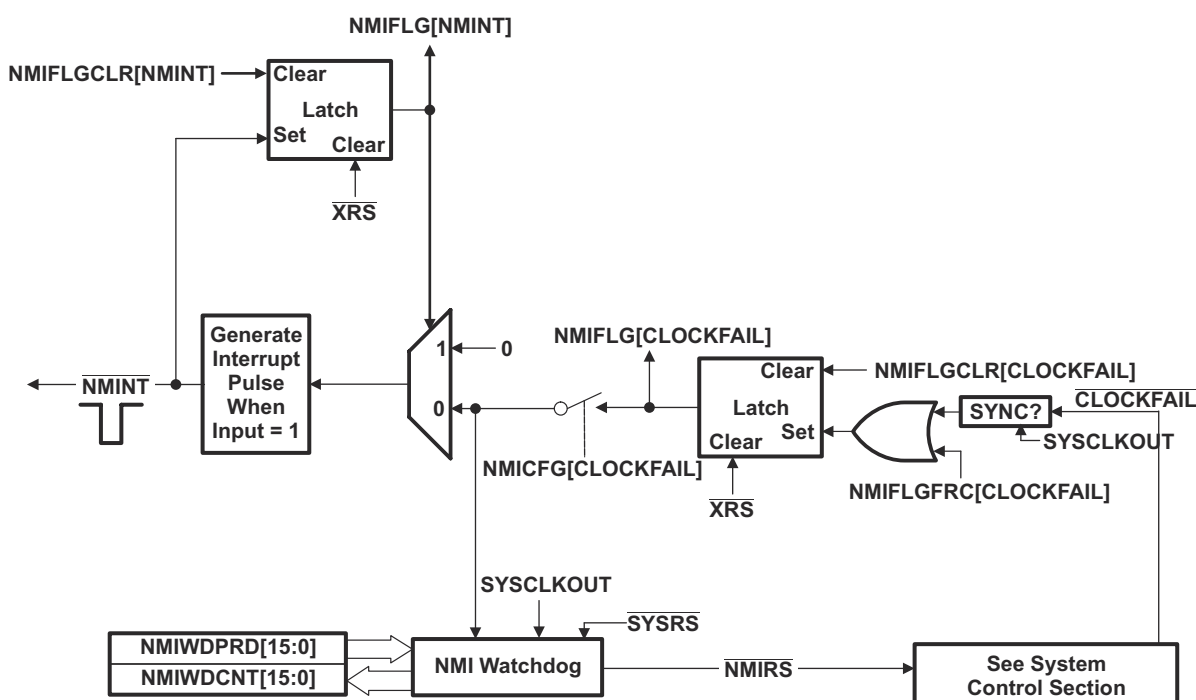 NMIFLG[NMINT]
NMIFLGCLR[NMINT]
Clear
Latch
Set
Clear
XRS
Generate
Interrupt
Pulse
When
Input = 1
NMINT
1
0
0
NMIFLG[CLOCKFAIL]
NMICFG[CLOCKFAIL]
Clear
Latch
Set
Clear
XRS
NMIFLGCLR[CLOCKFAIL]
CLOCKFAIL
SYNC?
SYSCLKOUT
NMIFLGFRC[CLOCKFAIL]
SYSCLKOUT
SYSRS
NMIWDPRD[15:0]
NMIWDCNT[15:0]
NMI Watchdog
NMIRS
See System
Control Section